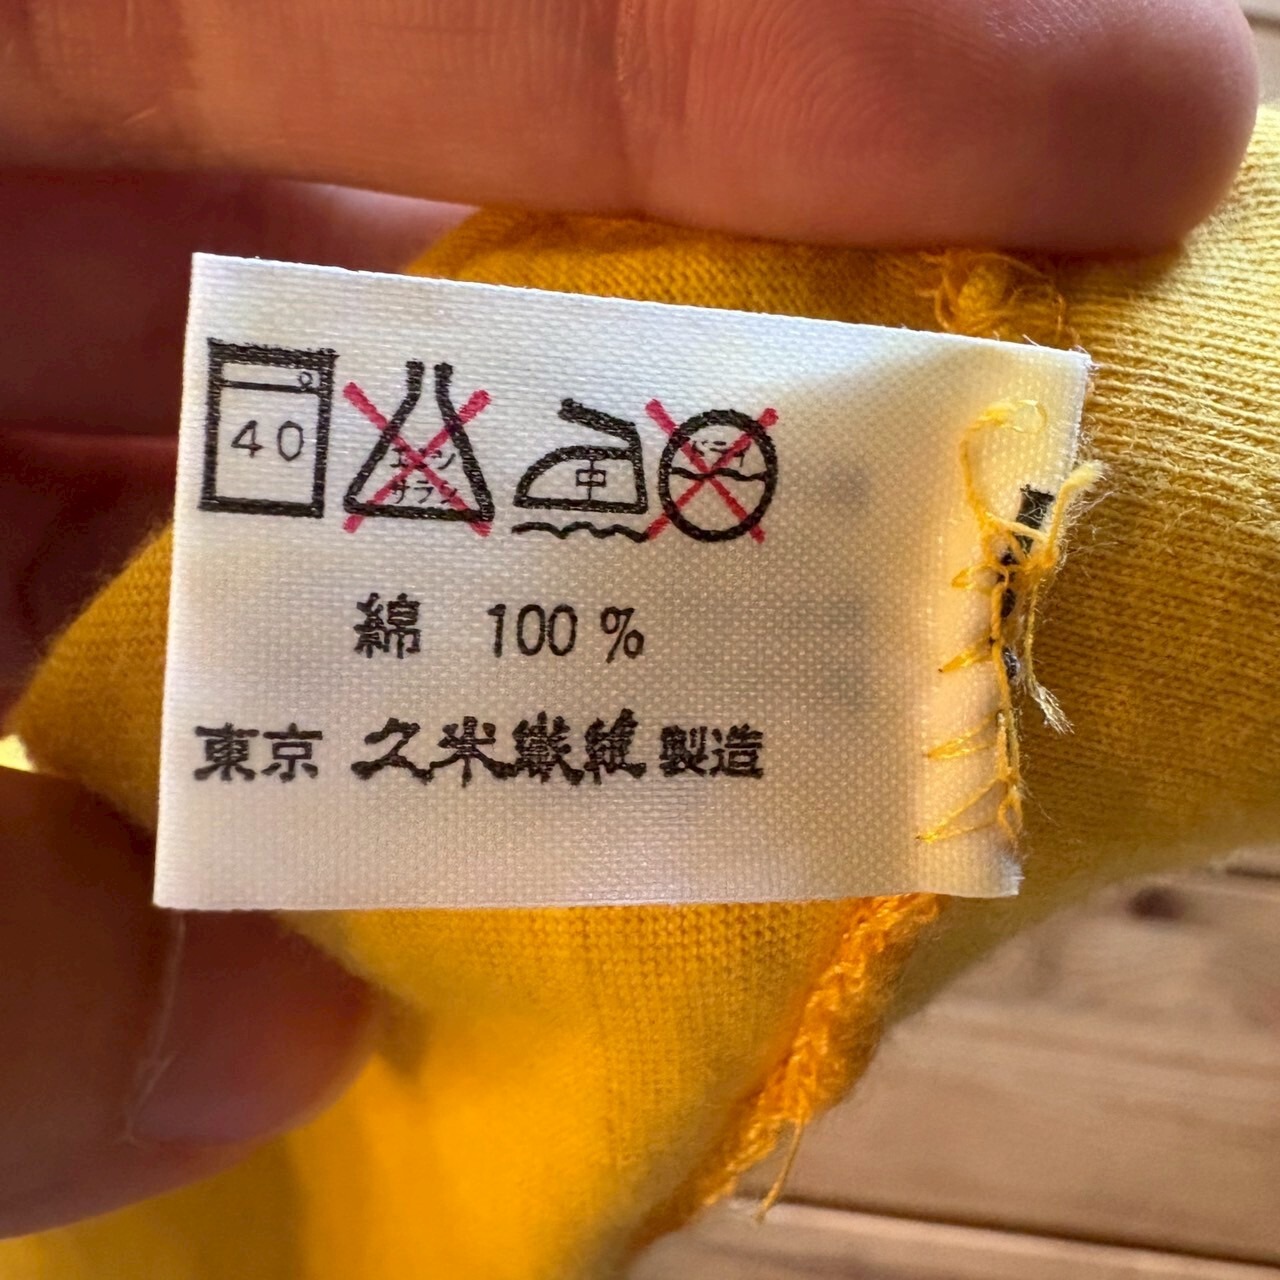 40 エンソ サラシ 中 ドライ
綿 100 %
東京 久米繊維 製造